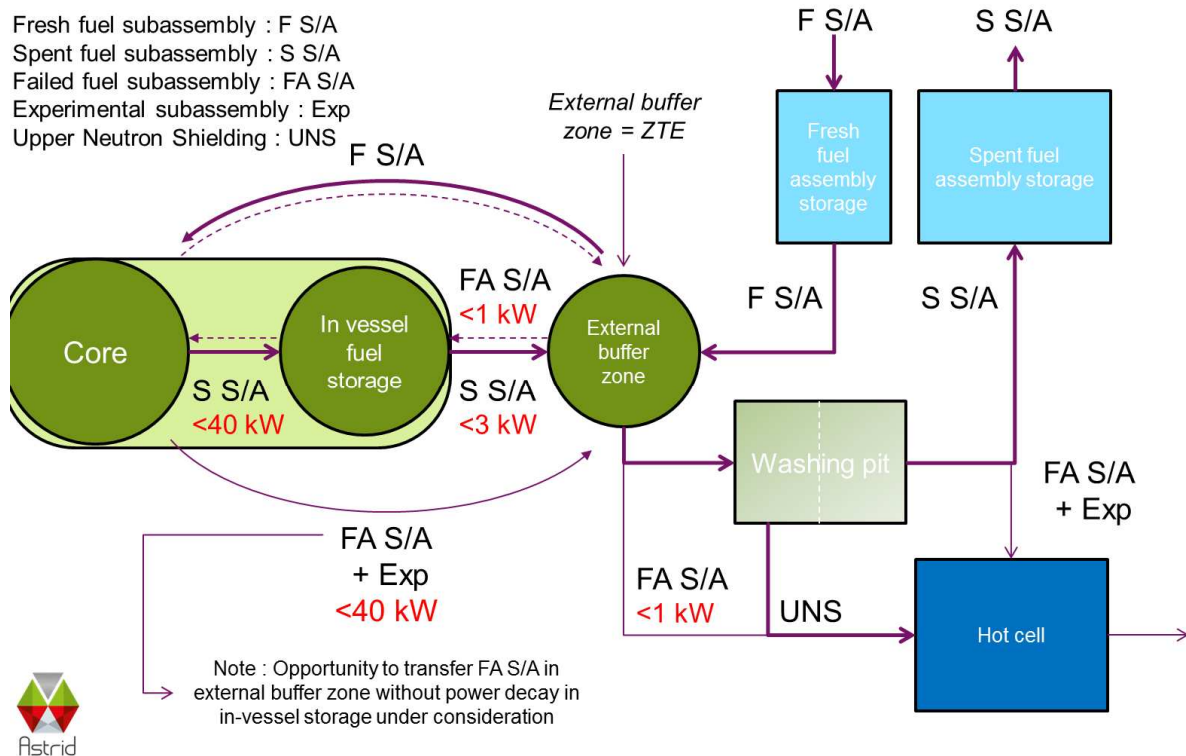 Fresh fuel subassembly : F S/A
Spent fuel subassembly : S S/A
Failed fuel subassembly : FA S/A
Experimental subassembly : Exp
Upper Neutron Shielding : UNS
F S/A
S S/A
External buffer
zone = ZTE
Fresh
fuel
assembly
storage
Spent fuel
assembly storage
F S/A
FA S/A
<1 kW
F S/A
S S/A
Core
In vessel
fuel
storage
External
buffer
zone
S S/A
<40 kW
S S/A
<3 kW
Washing pit
FA S/A
+ Exp
FA S/A
+ Exp
<40 kW
FA S/A
<1 kW
UNS
Hot cell
Note : Opportunity to transfer FA S/A in
external buffer zone without power decay in
in-vessel storage under consideration
Astrid